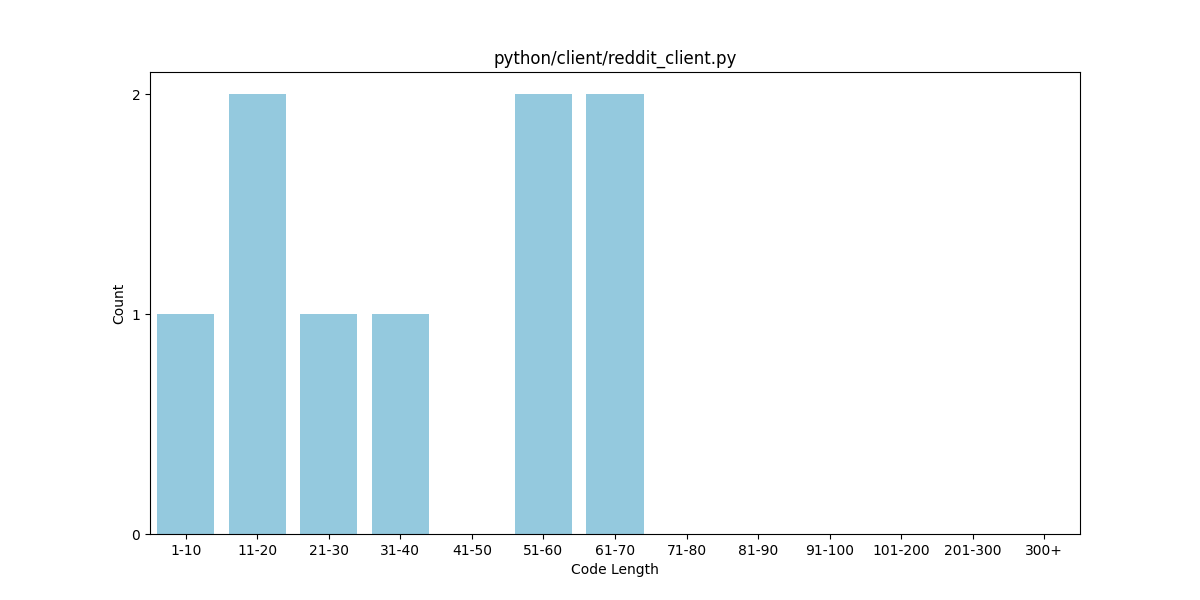 python/client/reddit_client.py
Count
2
1
0
1-10 11-20 21-30 31-40 41-50 51-60 61-70 71-80 81-90 91-100 101-200 201-300 300+
Code Length